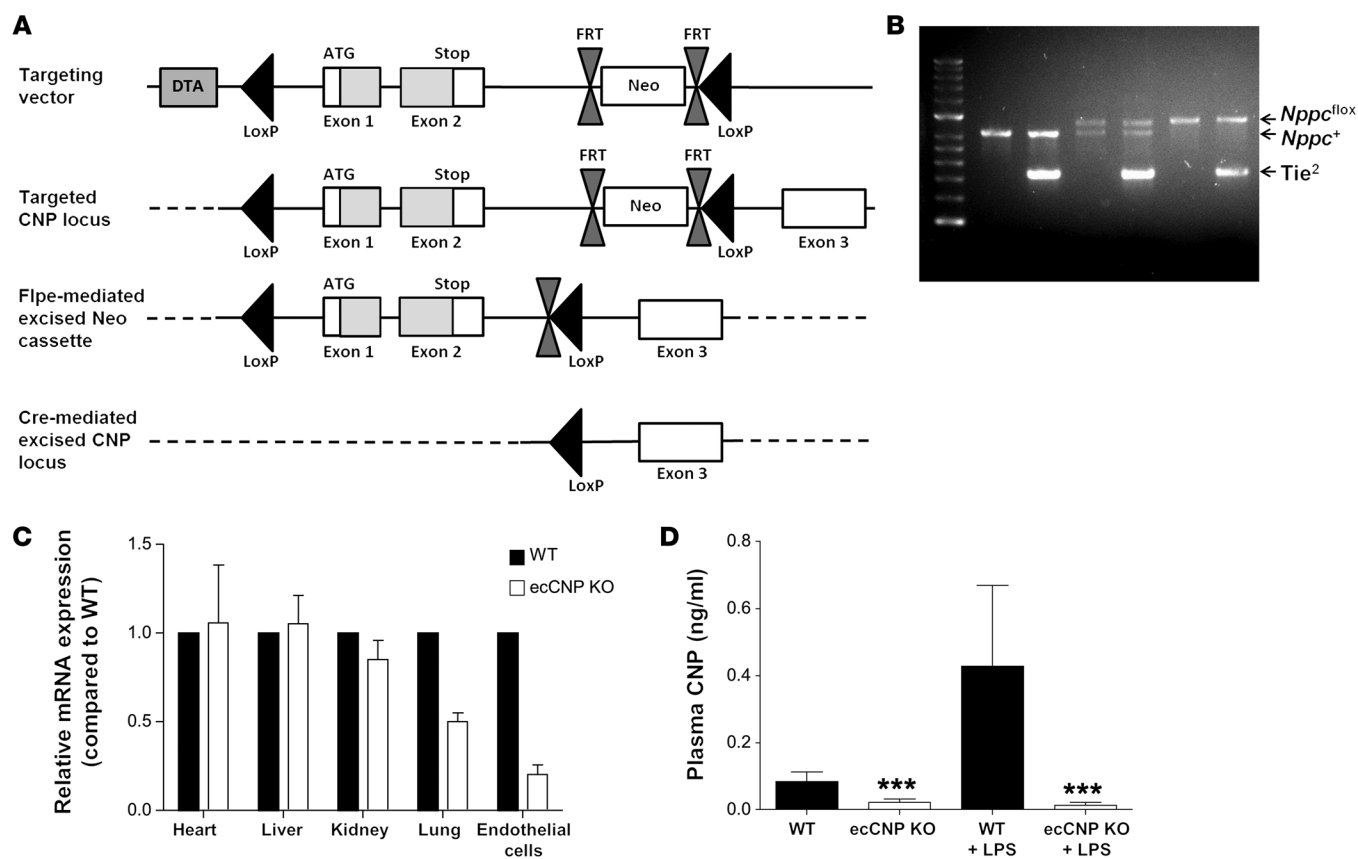 A
Targeting
vector
DTA
LoxP
ATG
Exon 1
Stop
Exon 2
FRT
Neo
FRT
LoxP
Targeted
CNP locus
LoxP
ATG
Exon 1
Stop
Exon 2
FRT
Neo
FRT
LoxP
Exon 3
Flpe-mediated
excised Neo
cassette
LoxP
ATG
Exon 1
Stop
Exon 2
LoxP
Exon 3
Cre-mediated
excised CNP
locus
LoxP
Exon 3
B
Nppcflox
Nppc+
Tie2
C
Relative mRNA expression
(compared to WT)
1.5
1.0
0.5
0.0
WT
ecCNP KO
Heart
Liver
Kidney
Lung
Endothelial
cells
D
Plasma CNP (ng/ml)
0.8
0.6
0.4
0.2
0.0
***
***
WT
ecCNP KO
WT
+ LPS
ecCNP KO
+ LPS